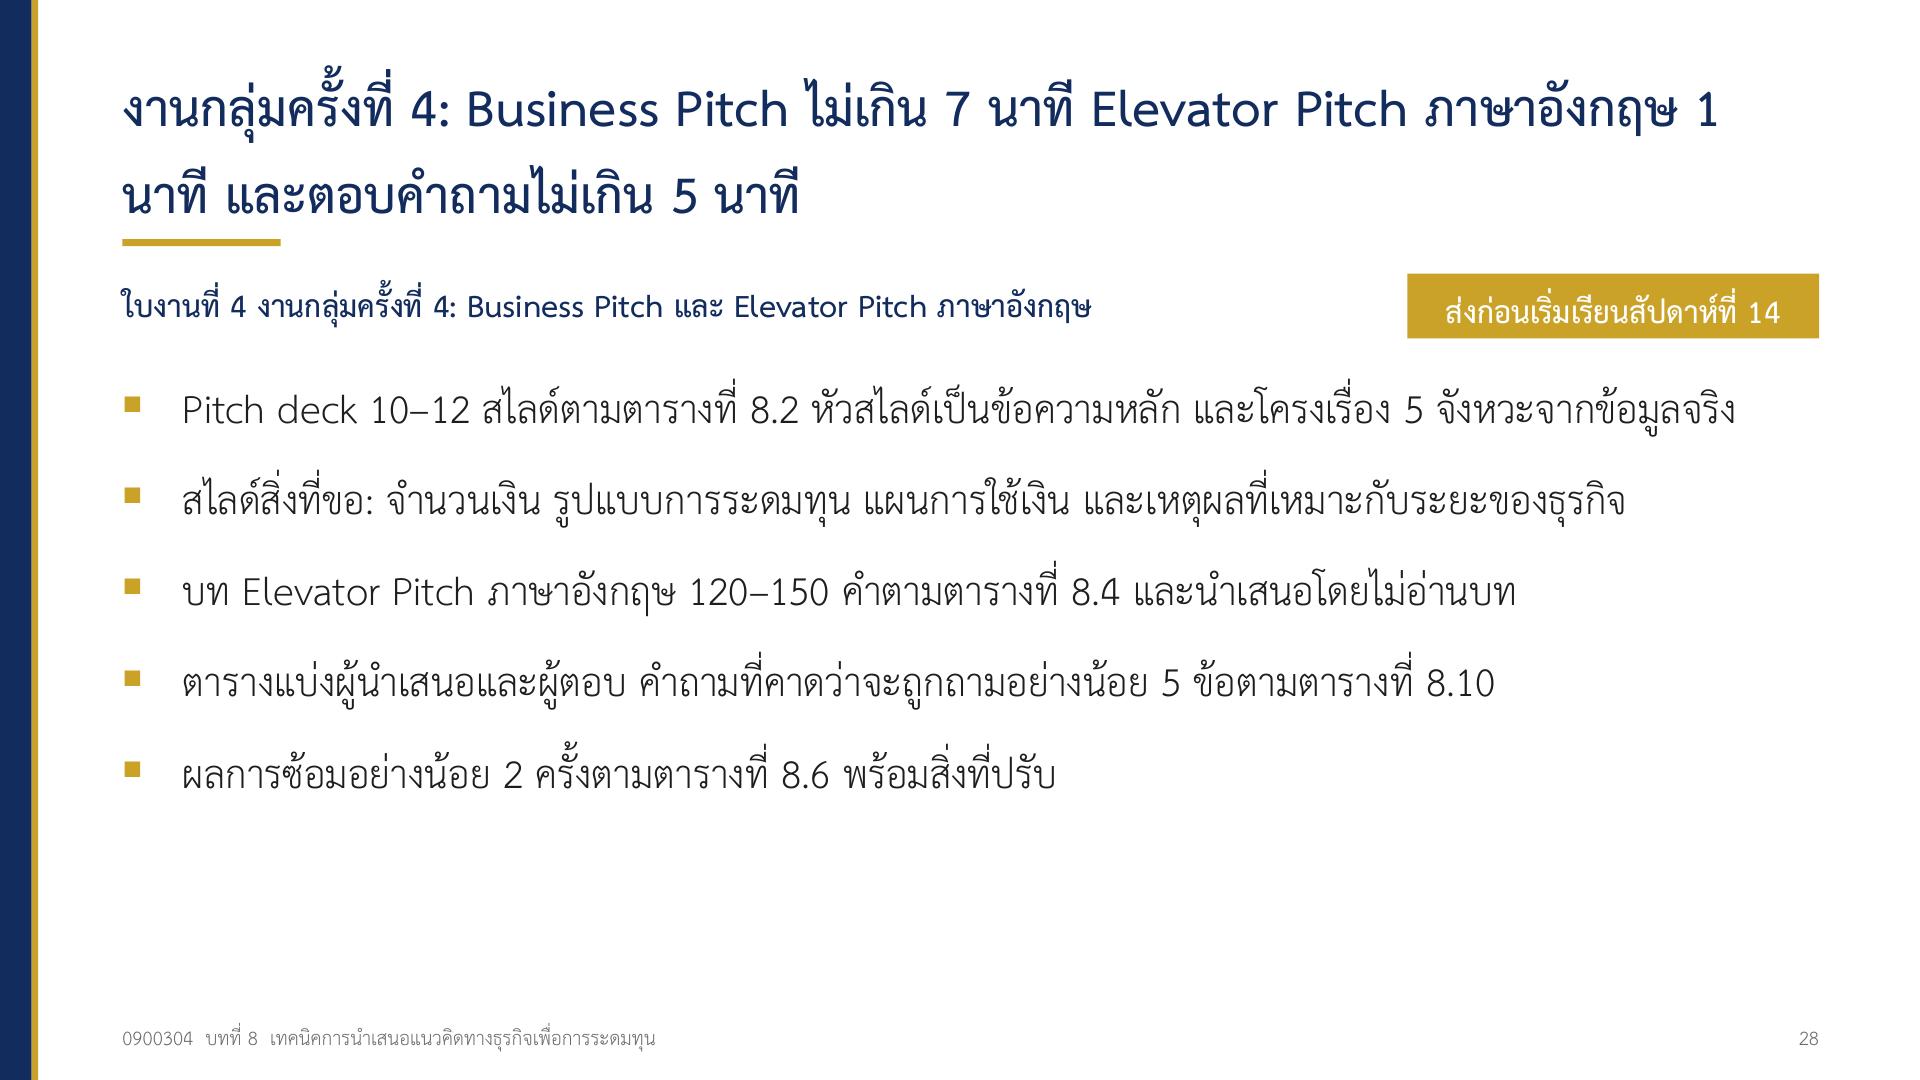 งานกลุ่มครั้งที่ 4: Business Pitch ไม่เกิน 7 นาที Elevator Pitch ภาษาอังกฤษ 1
นาที และตอบคำถามไม่เกิน 5 นาที
ใบงานที่ 4 งานกลุ่มครั้งที่ 4: Business Pitch และ Elevator Pitch ภาษาอังกฤษ
ส่งก่อนเริ่มเรียนสัปดาห์ที่ 14
▪ Pitch deck 10–12 สไลด์ตามตารางที่ 8.2 หัวสไลด์เป็นข้อความหลัก และโครงเรื่อง 5 จังหวะจากข้อมูลจริง
▪ สไลด์สิ่งที่ขอ: จำนวนเงิน รูปแบบการระดมทุน แผนการใช้เงิน และเหตุผลที่เหมาะกับระยะของธุรกิจ
▪ บท Elevator Pitch ภาษาอังกฤษ 120–150 คำตามตารางที่ 8.4 และนำเสนอโดยไม่อ่านบท
▪ ตารางแบ่งผู้นำเสนอและผู้ตอบ คำถามที่คาดว่าจะถูกถามอย่างน้อย 5 ข้อตามตารางที่ 8.10
▪ ผลการซ้อมอย่างน้อย 2 ครั้งตามตารางที่ 8.6 พร้อมสิ่งที่ปรับ
0900304 บทที่ 8 เทคนิคการนำเสนอแนวคิดทางธุรกิจเพื่อการระดมทุน
28